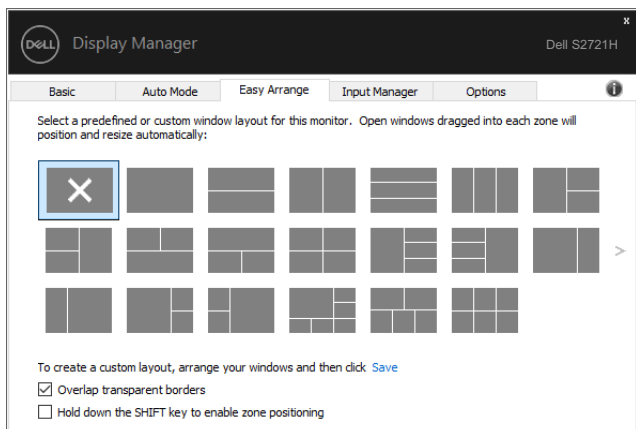 x
DELL Display Manager Dell S2721H
Basic Auto Mode Easy Arrange Input Manager Options
Select a predefined or custom window layout for this monitor. Open windows dragged into each zone will
position and resize automatically:
>
To create a custom layout, arrange your windows and then click Save
Overlap transparent borders
Hold down the SHIFT key to enable zone positioning